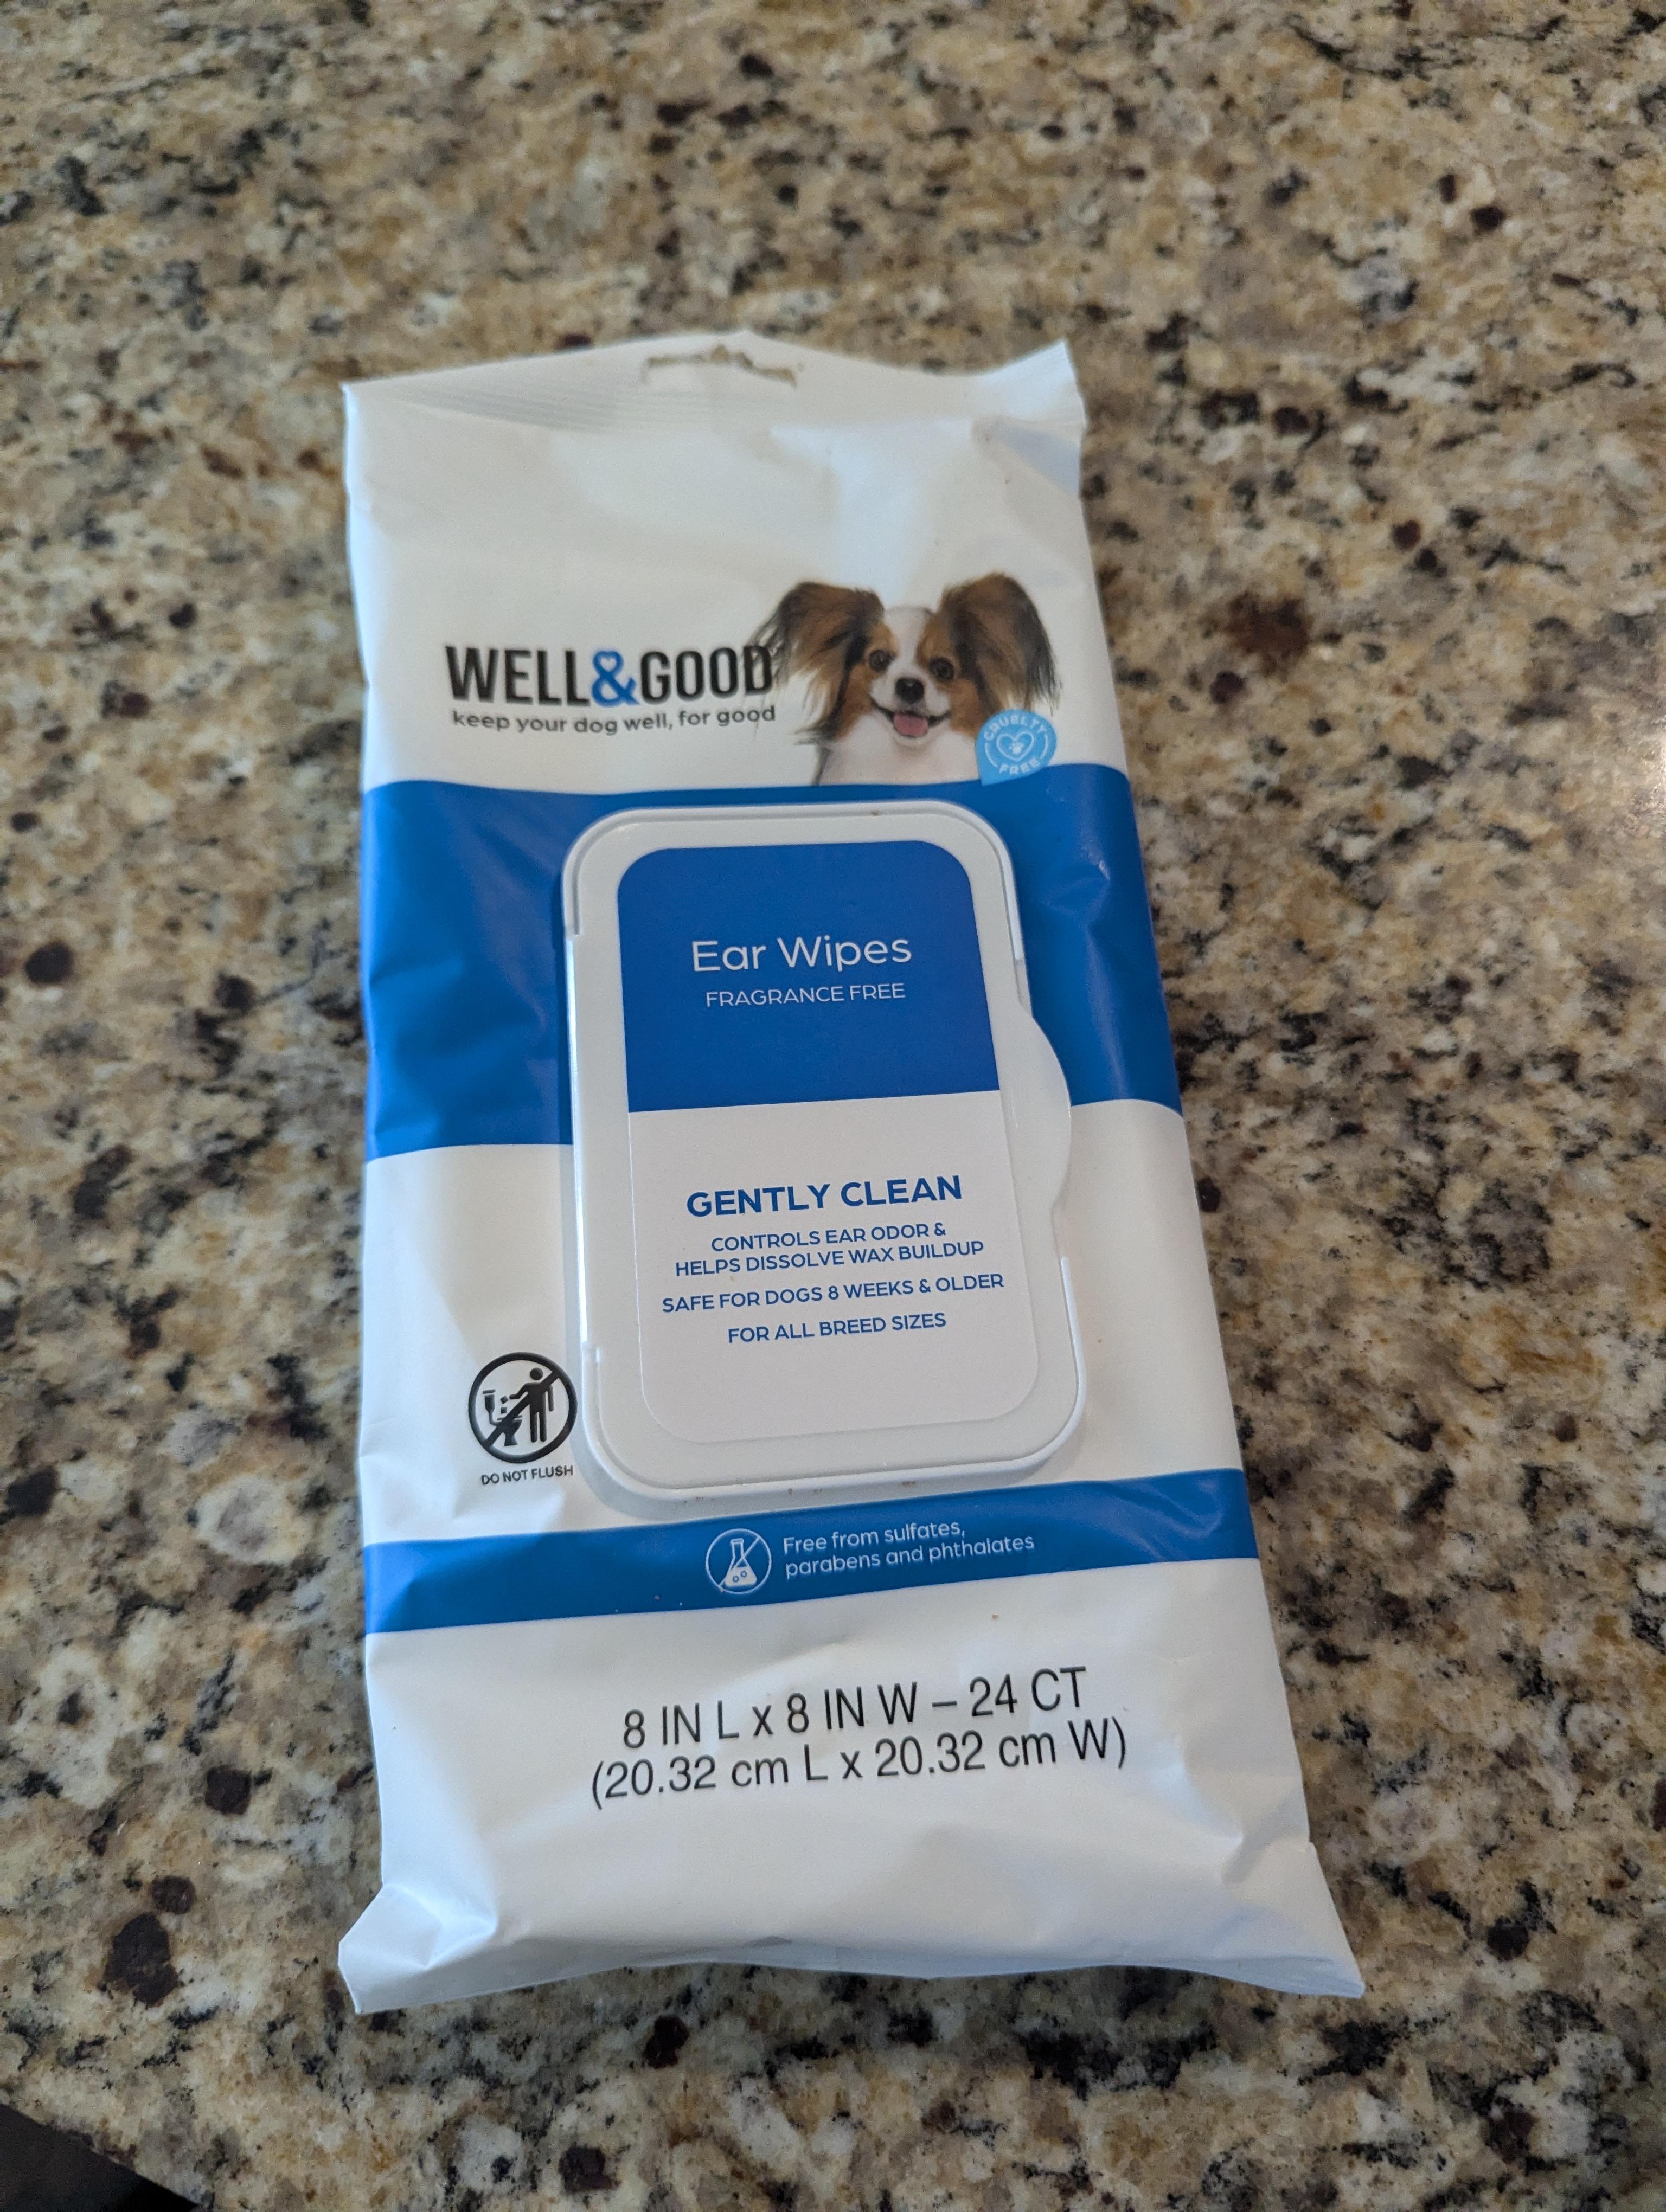 WELL&GOOD
keep your dog well, for good
CRUELTY
FREE
Ear Wipes
FRAGRANCE FREE
GENTLY CLEAN
CONTROLS EAR ODOR &
HELPS DISSOLVE WAX BUILDUP
SAFE FOR DOGS 8 WEEKS & OLDER
FOR ALL BREED SIZES
DO NOT FLUSH
Free from sulfates,
parabens and phthalates
8 IN L x 8 IN W – 24 CT
(20.32 cm L x 20.32 cm W)